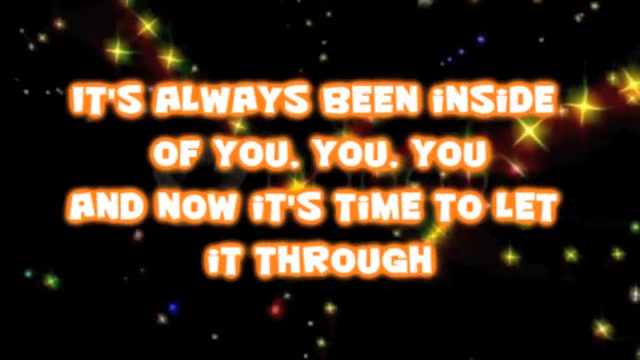 IT'S ALWAYS BEEN INSIDE
OF YOU, YOU, YOU
AND NOW IT'S TIME TO LET
IT THROUGH